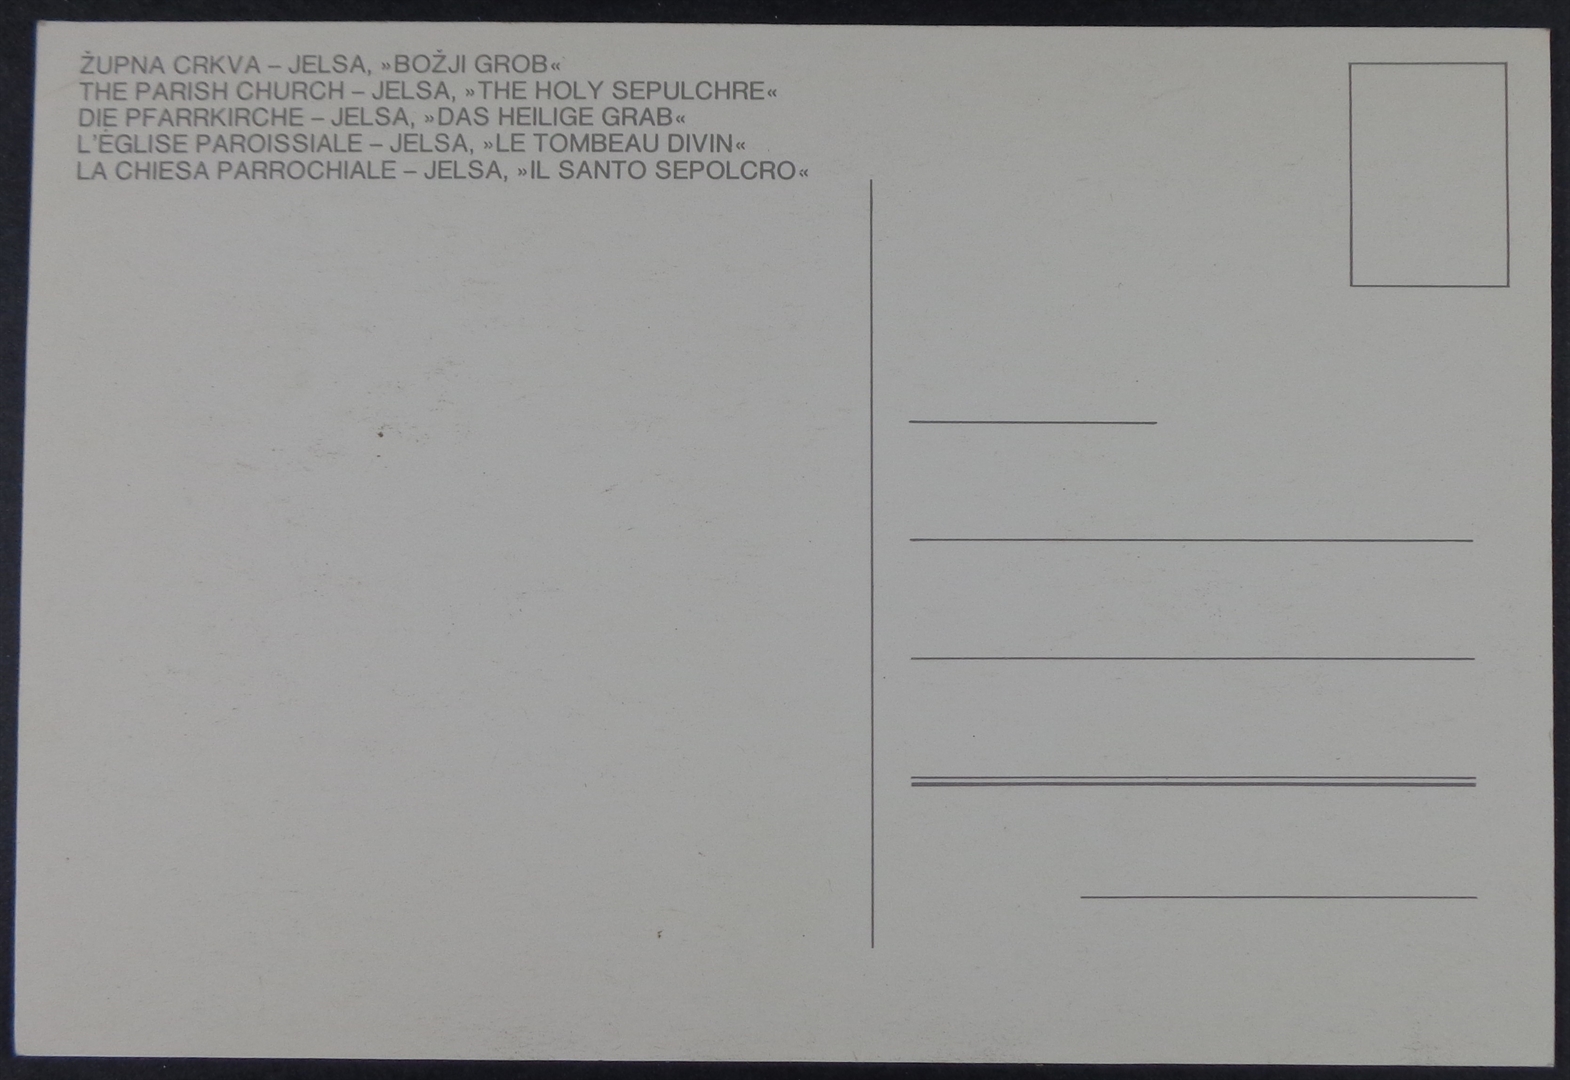 ŽUPNA CRKVA – JELSA, »BOŽJI GROB«
THE PARISH CHURCH – JELSA, »THE HOLY SEPULCHRE«
DIE PFARRKIRCHE – JELSA, »DAS HEILIGE GRAB«
L'ÉGLISE PAROISSIALE – JELSA, »LE TOMBEAU DIVIN«
LA CHIESA PARROCHIALE – JELSA, »IL SANTO SEPOLCRO«